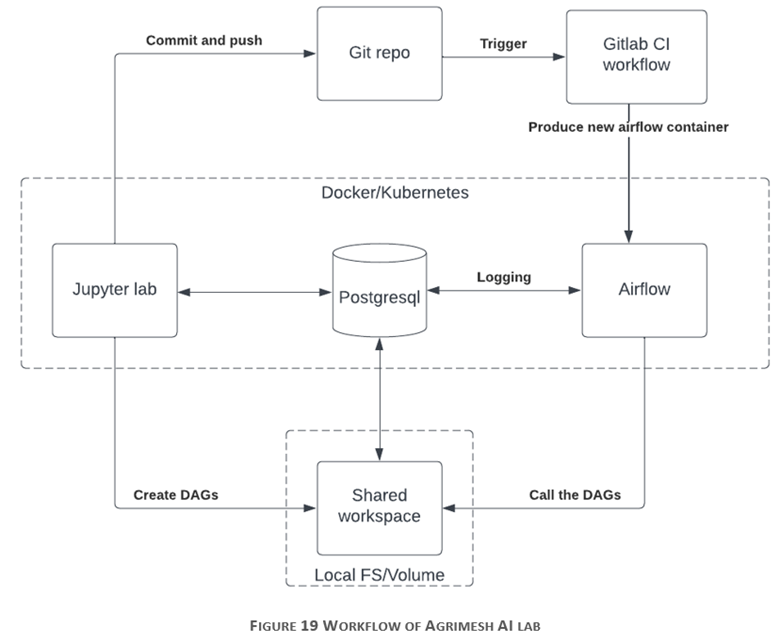 Commit and push
Git repo
Trigger
Gitlab CI
workflow
Produce new airflow container
Docker/Kubernetes
Jupyter lab
Postgresql
Logging
Airflow
Create DAGs
Shared
workspace
Call the DAGs
Local FS/Volume
FIGURE 19 WORKFLOW OF AGRIMESH AI LAB